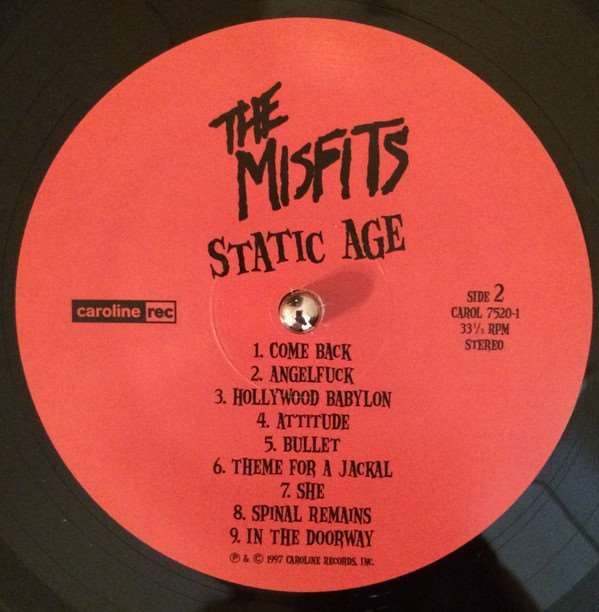 THE
MISFITS
STATIC AGE
caroline rec
SIDE 2
CAROL 7520-1
33 1/3 RPM
STEREO
1. COME BACK
2. ANGELFUCK
3. HOLLYWOOD BABYLON
4. ATTITUDE
5. BULLET
6. THEME FOR A JACKAL
7. SHE
8. SPINAL REMAINS
9. IN THE DOORWAY
℗ & © 1997 CAROLINE RECORDS, INC.